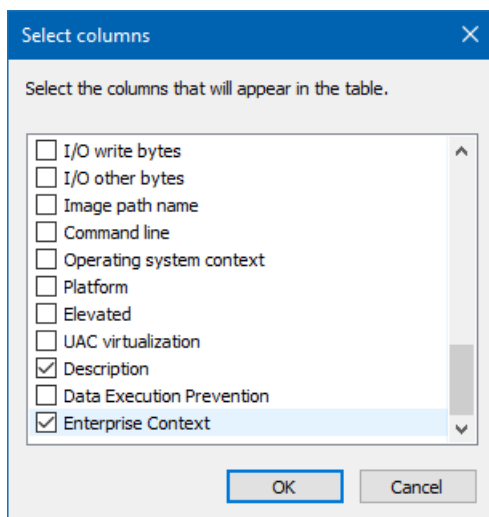 Select columns
Select the columns that will appear in the table.
I/O write bytes
I/O other bytes
Image path name
Command line
Operating system context
Platform
Elevated
UAC virtualization
Description
Data Execution Prevention
Enterprise Context
OK Cancel